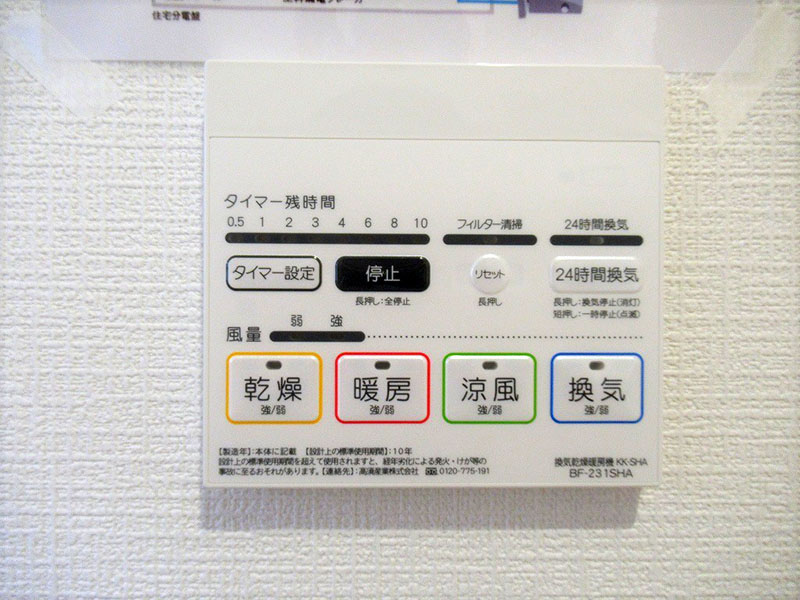 住宅分電盤
タイマー残時間
0.5 1 2 3 4 6 8 10
フィルター清掃
24時間換気
タイマー設定
停止
長押し:全停止
リセット
長押し
24時間換気
長押し:換気停止(消灯)
短押し:一時停止(点滅)
風量
弱 強
乾燥
強/弱
暖房
強/弱
涼風
強/弱
換気
強/弱
【製造年】:本体に記載 【設計上の標準使用期間】:10年
設計上の標準使用期間を超えて使用されますと、経年劣化による発火・けが等の
事故に至るおそれがあります。【連絡先】:高須産業株式会社 0120-775-191
換気乾燥暖房機 KK-SHA
BF-231SHA